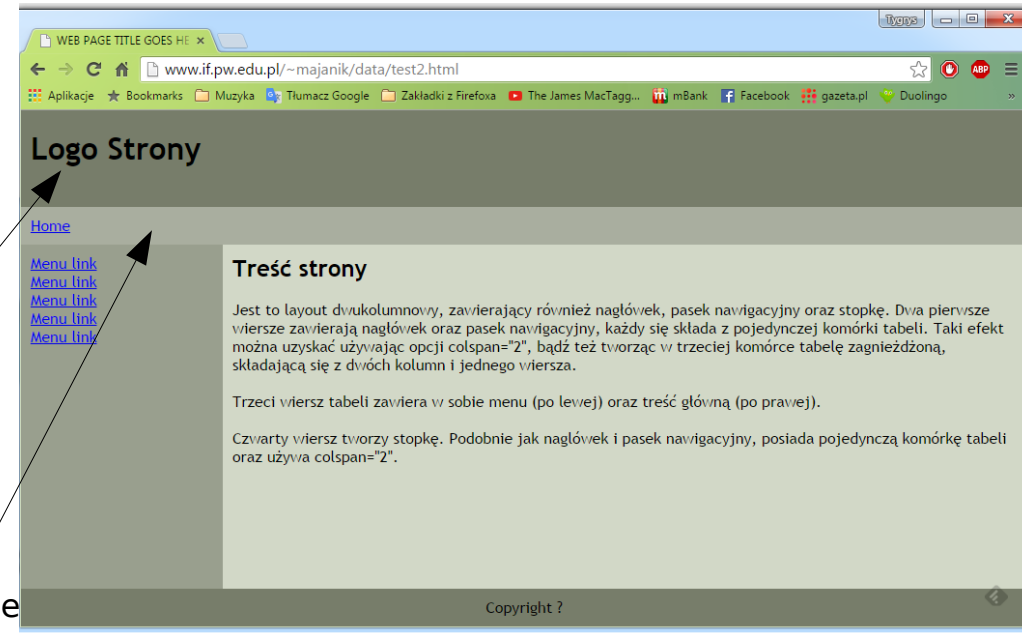 Tygrys
WEB PAGE TITLE GOES HE
www.if.pw.edu.pl/~majanik/data/test2.html
ABP
Aplikacje Bookmarks Muzyka Tłumacz Google Zakładki z Firefoxa The James MacTagg... mBank Facebook gazeta.pl Duolingo »
Logo Strony
Home
Menu link
Menu link
Menu link
Menu link
Menu link
Treść strony
Jest to layout dwukolumnowy, zawierający również nagłówek, pasek nawigacyjny oraz stopkę. Dwa pierwsze
wiersze zawierają nagłówek oraz pasek nawigacyjny, każdy się składa z pojedynczej komórki tabeli. Taki efekt
można uzyskać używając opcji colspan="2", bądź też tworząc w trzeciej komórce tabelę zagnieżdżoną,
składającą się z dwóch kolumn i jednego wiersza.
Trzeci wiersz tabeli zawiera w sobie menu (po lewej) oraz treść główną (po prawej).
Czwarty wiersz tworzy stopkę. Podobnie jak naglówek i pasek nawigacyjny, posiada pojedynczą komórkę tabeli
oraz używa colspan="2".
e
Copyright ?